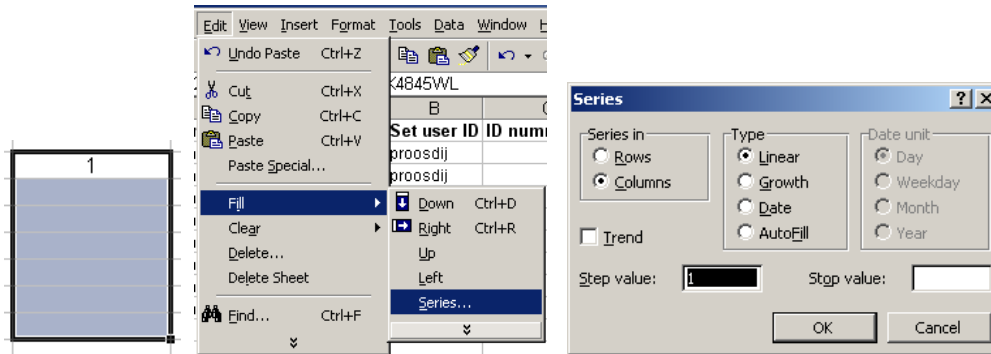 1
Edit View Insert Format Tools Data Window H
Undo Paste Ctrl+Z
Cut Ctrl+X
Copy Ctrl+C
Paste Ctrl+V
Paste Special...
Fill
Clear
Delete...
Delete Sheet
Find... Ctrl+F
K4845WL
B
Set user ID ID numr
proosdij
proosdij
Down Ctrl+D
Right Ctrl+R
Up
Left
Series...
Series
Series in
Rows
Columns
Trend
Type
Linear
Growth
Date
AutoFill
Date unit
Day
Weekday
Month
Year
Step value: 1
Stop value:
OK Cancel